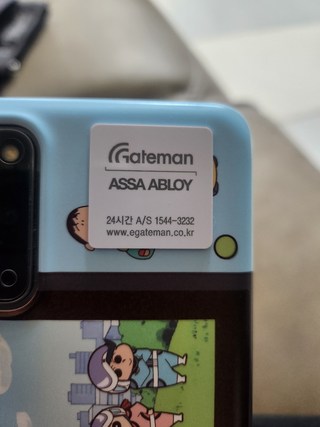 Gateman
ASSA ABLOY
24시간 A/S 1544-3232
www.egateman.co.kr